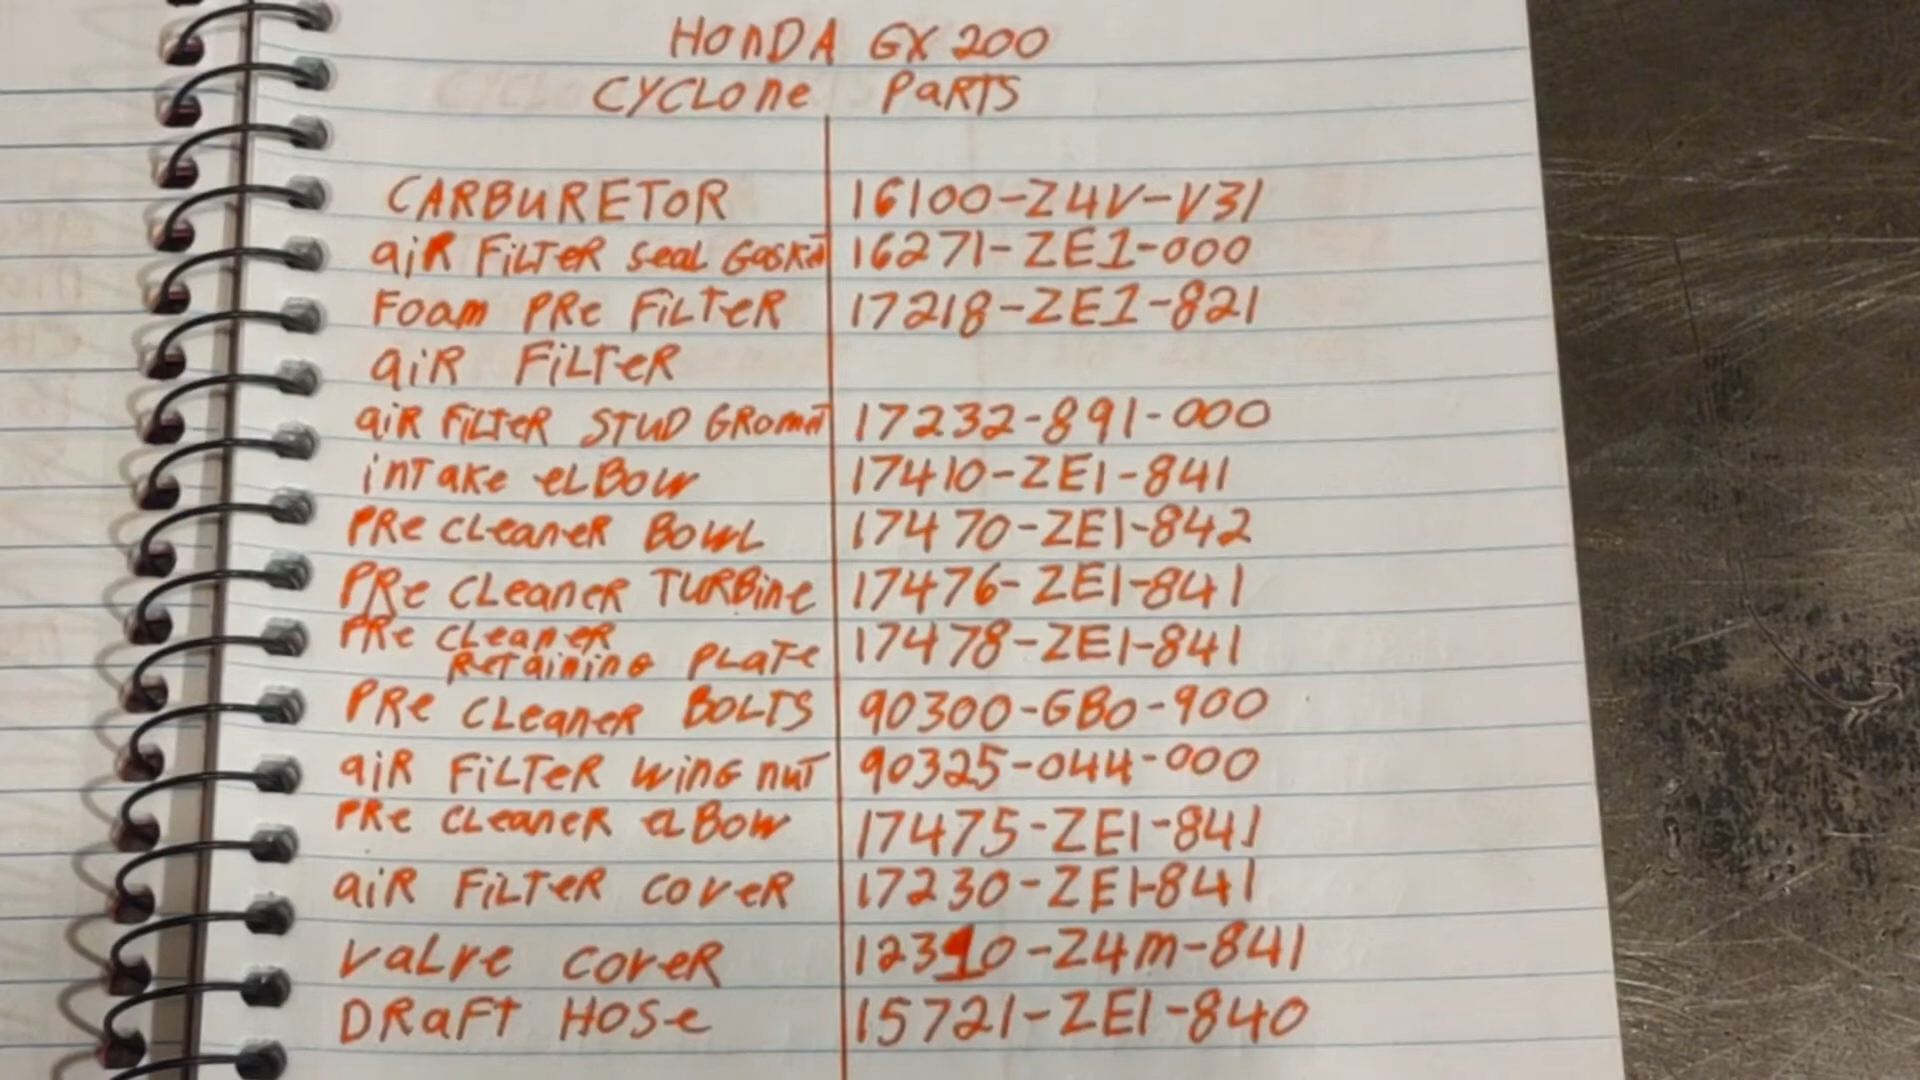 HOnDA GX 200
CYCLOne PaRTS
CARBuRETOR 16100-Z4V-V31
aiR FiLTeR seal GasKeT 16271-ZE1-000
Foam PRe FiLTeR 17218-ZE1-821
aiR FiLTeR
aiR FiLTeR STUD GRomeT 17232-891-000
inTake eLBow 17410-ZE1-841
PRe CLeaneR BOWL 17470-ZE1-842
PRe CLeaneR TURBine 17476-ZE1-841
PRe CLeaneR 17478-ZE1-841
ReTaininG PLaTe
PRe CLeaneR BOLTS 90300-GB0-900
aiR FiLTeR winG nuT 90325-044-000
PRe CLeaneR eLBOW 17475-ZE1-841
aiR FiLTeR coveR 17230-ZE1-841
valve coveR 12310-Z4m-841
DRaFT HOSe 15721-ZE1-840